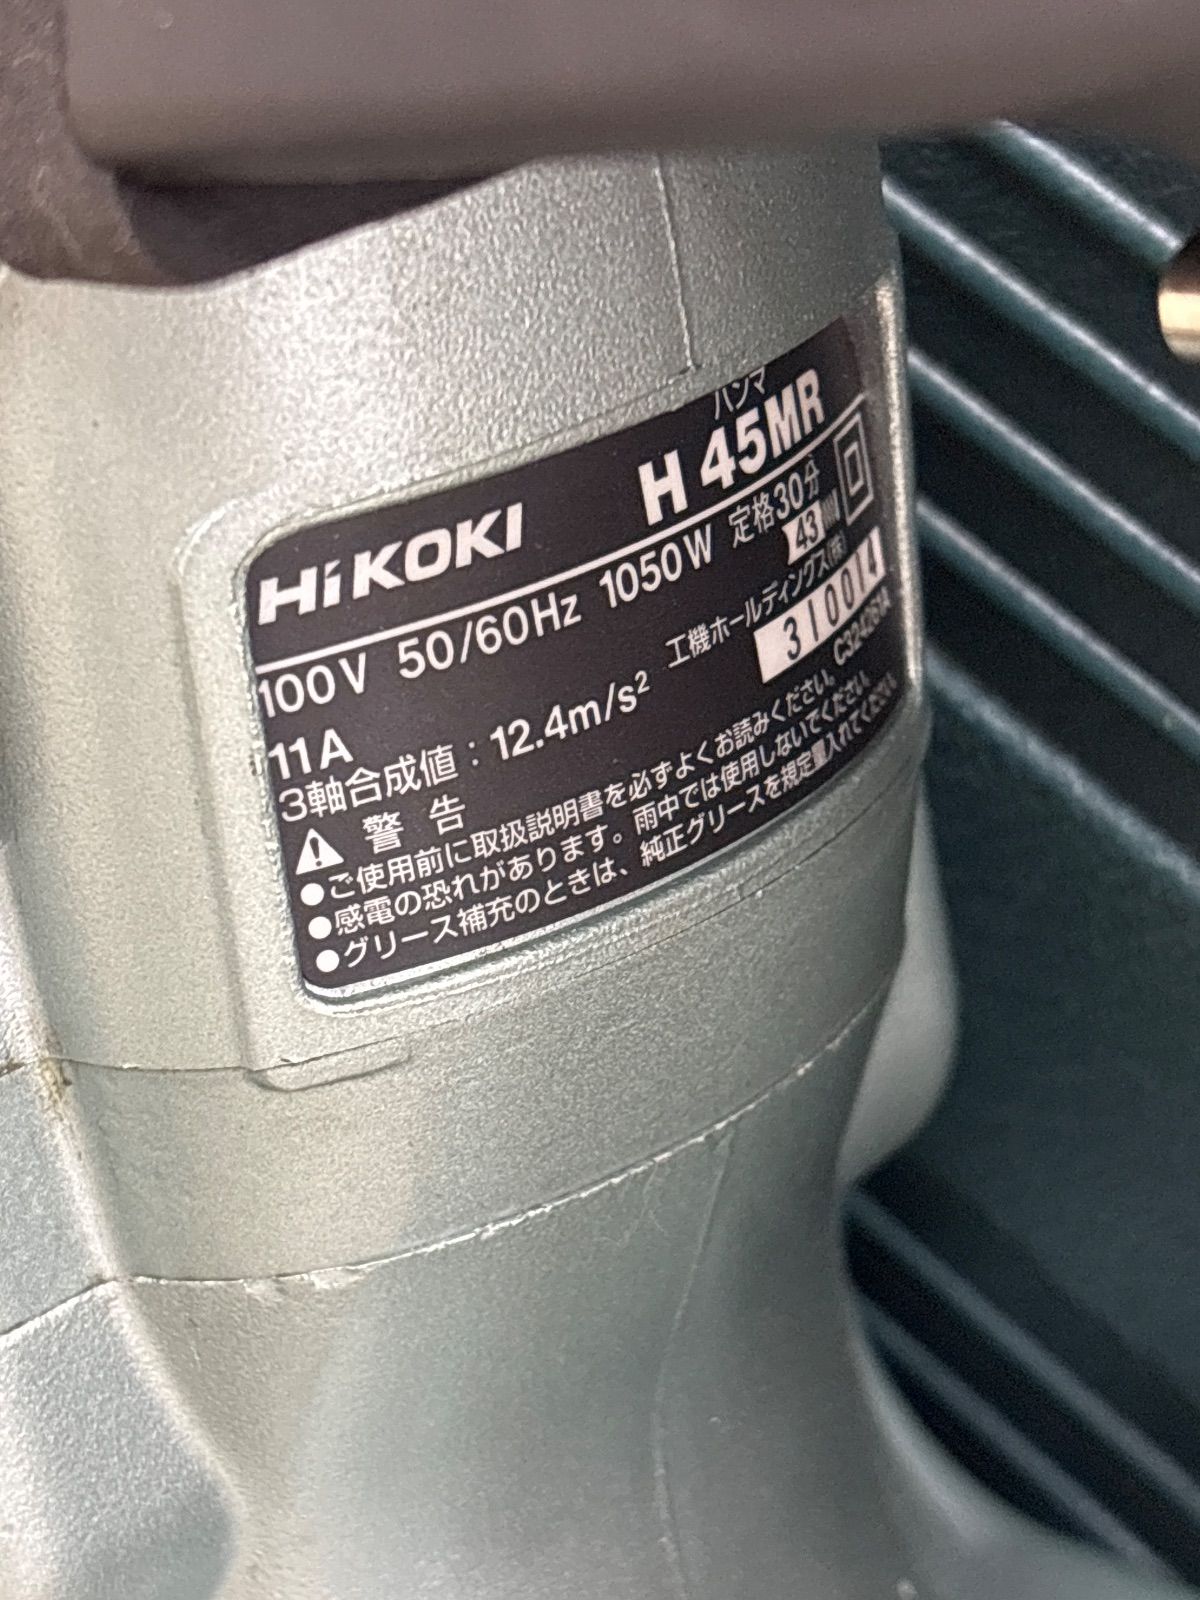 ハンマ
HiKOKI H 45MR
100V 50/60Hz 1050W 定格30分
11A 43
3軸合成値：12.4m/s² 工機ホールディングス(株)
310014
警告 C324261A
●ご使用前に取扱説明書を必ずよくお読みください。
●感電の恐れがあります。雨中では使用しないでください。
●グリース補充のときは、純正グリースを規定量入れてください。